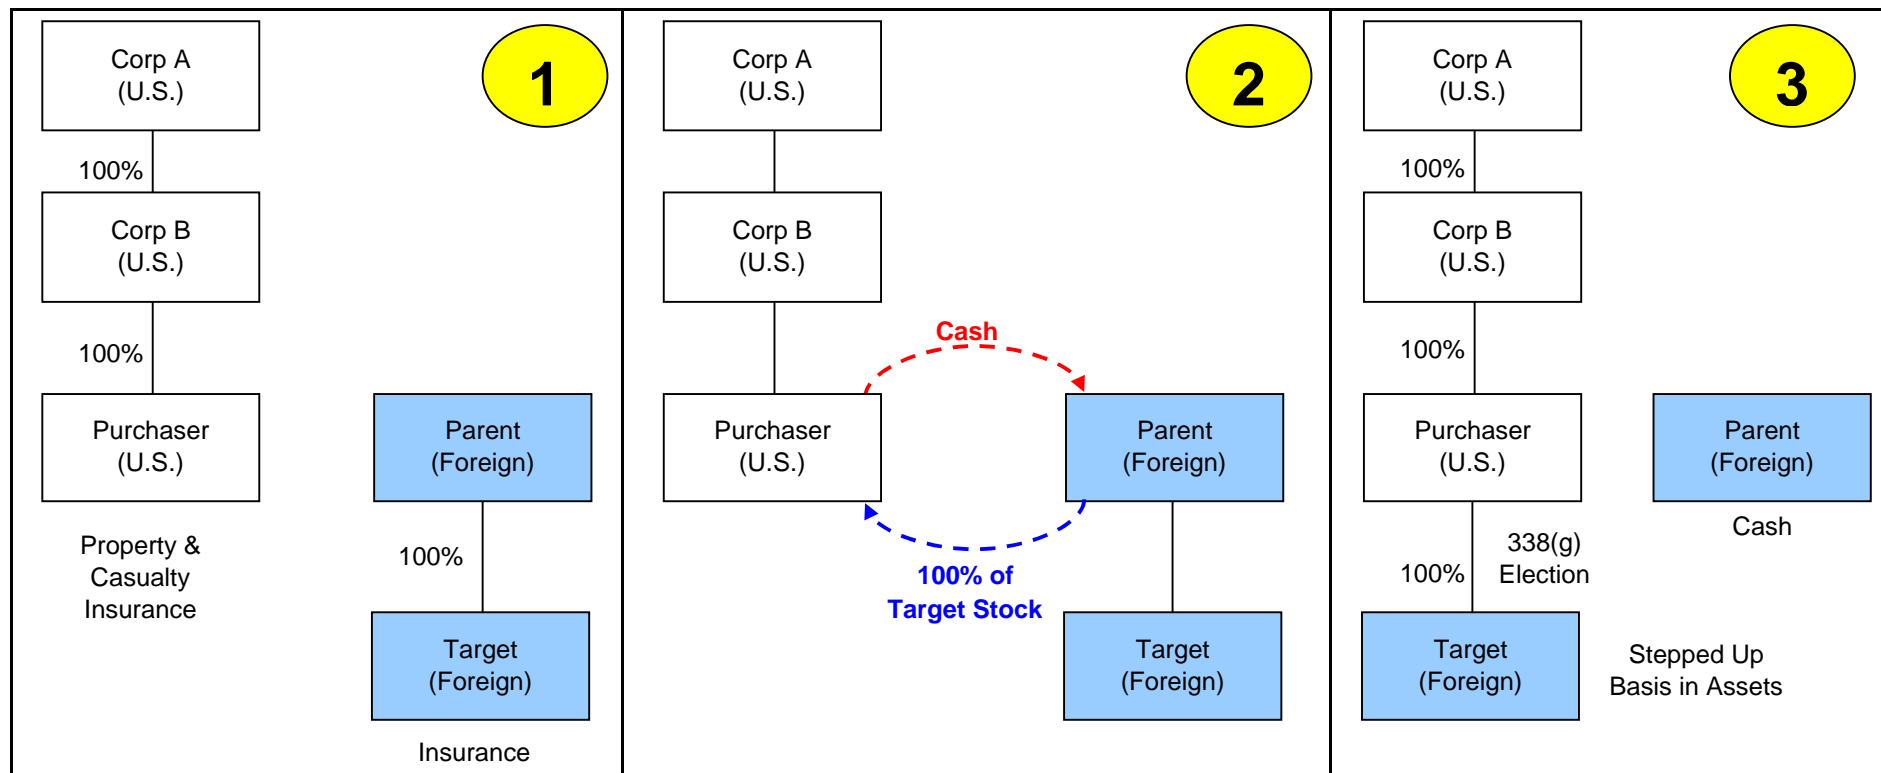 Corp A
(U.S.)
1
100%
Corp B
(U.S.)
100%
Purchaser
(U.S.)
Parent
(Foreign)
Property &
Casualty
Insurance
100%
Target
(Foreign)
Insurance
Corp A
(U.S.)
2
Corp B
(U.S.)
Cash
Purchaser
(U.S.)
Parent
(Foreign)
100% of
Target Stock
Target
(Foreign)
Corp A
(U.S.)
3
100%
Corp B
(U.S.)
100%
Purchaser
(U.S.)
Parent
(Foreign)
Cash
338(g)
Election
100%
Target
(Foreign)
Stepped Up
Basis in Assets